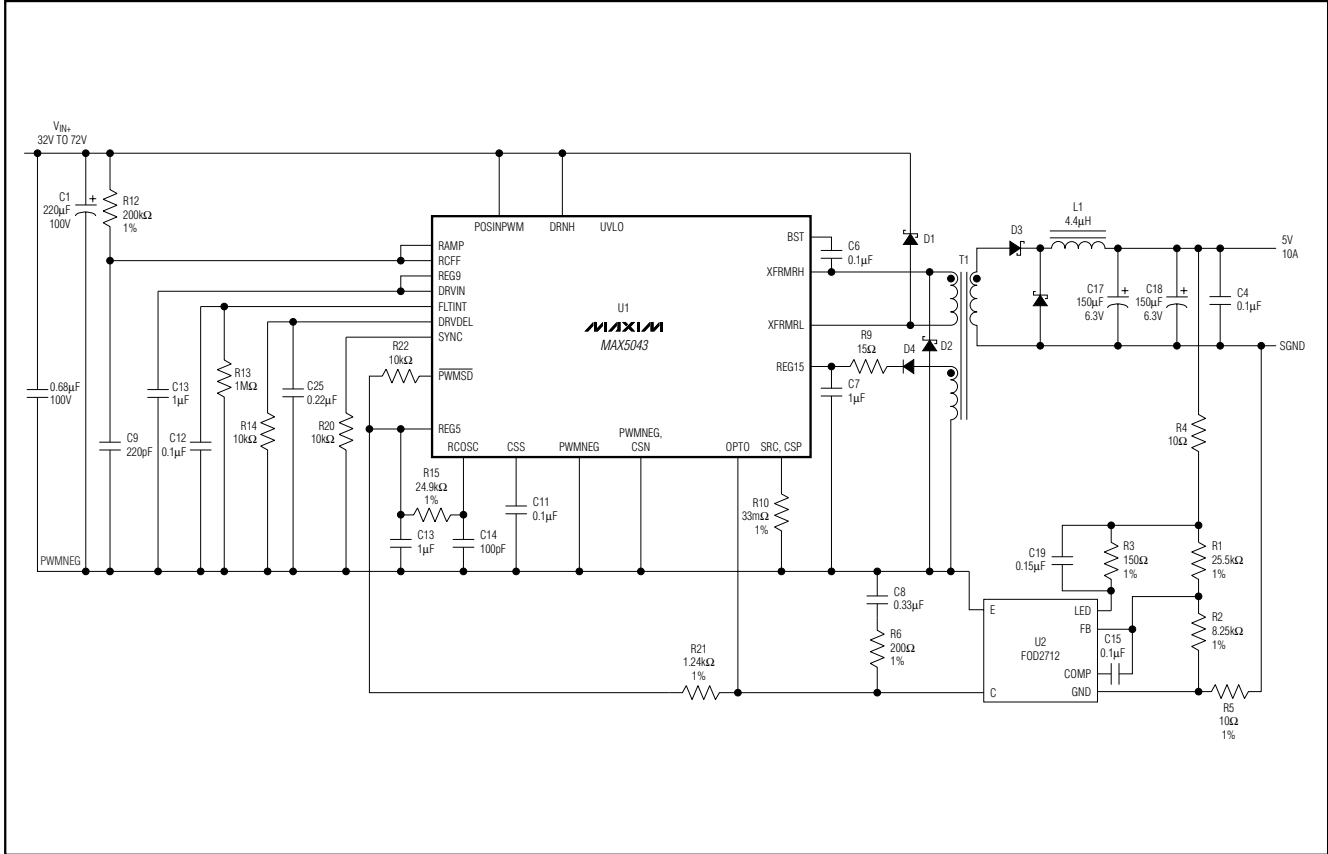 VIN+
32V TO 72V
C1
220µF
100V
+
R12
200kΩ
1%
POSINPWM
DRNH
UVLO
RAMP
RCFF
REG9
DRVIN
FLTINT
DRVDEL
SYNC
PWMSD
REG5
RCOSC
CSS
PWMNEG
PWMNEG,
CSN
OPTO
SRC, CSP
BST
XFRMRH
XFRMRL
REG15
U1
MAXIM
MAX5043
C6
0.1µF
D1
T1
D3
L1
4.4µH
5V
10A
C17
150µF
6.3V
+
C18
150µF
6.3V
+
C4
0.1µF
SGND
R9
15Ω
D4
D2
C7
1µF
R22
10kΩ
0.68µF
100V
C9
220pF
C13
1µF
C12
0.1µF
R13
1MΩ
R14
10kΩ
C25
0.22µF
R20
10kΩ
R15
24.9kΩ
1%
C13
1µF
C14
100pF
C11
0.1µF
R10
33mΩ
1%
PWMNEG
R4
10Ω
C19
0.15µF
R3
150Ω
1%
R1
25.5kΩ
1%
C8
0.33µF
R6
200Ω
1%
R21
1.24kΩ
1%
E
C
U2
FOD2712
LED
FB
COMP
GND
C15
0.1µF
R2
8.25kΩ
1%
R5
10Ω
1%